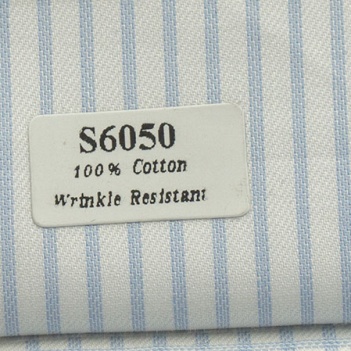 S6050
100% Cotton
Wrinkle Resistant